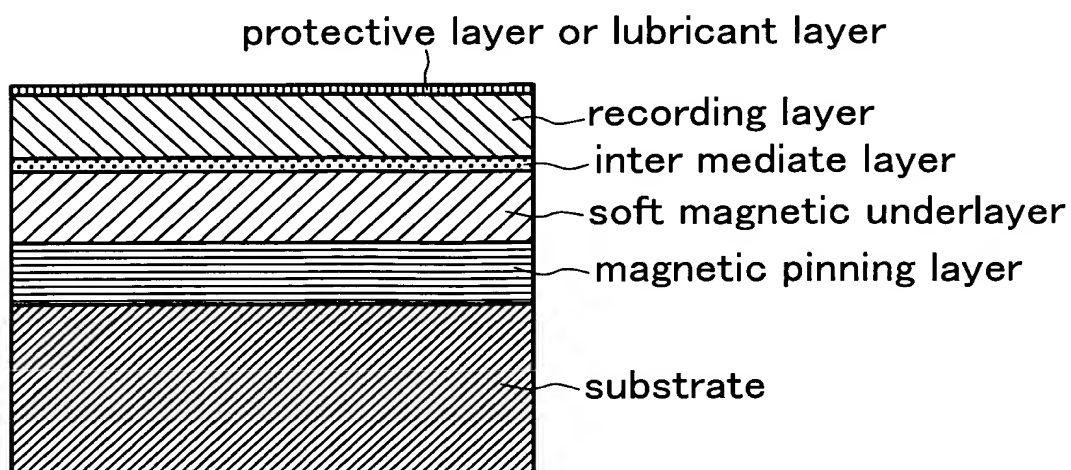 protective layer or lubricant layer
recording layer
inter mediate layer
soft magnetic underlayer
magnetic pinning layer
substrate